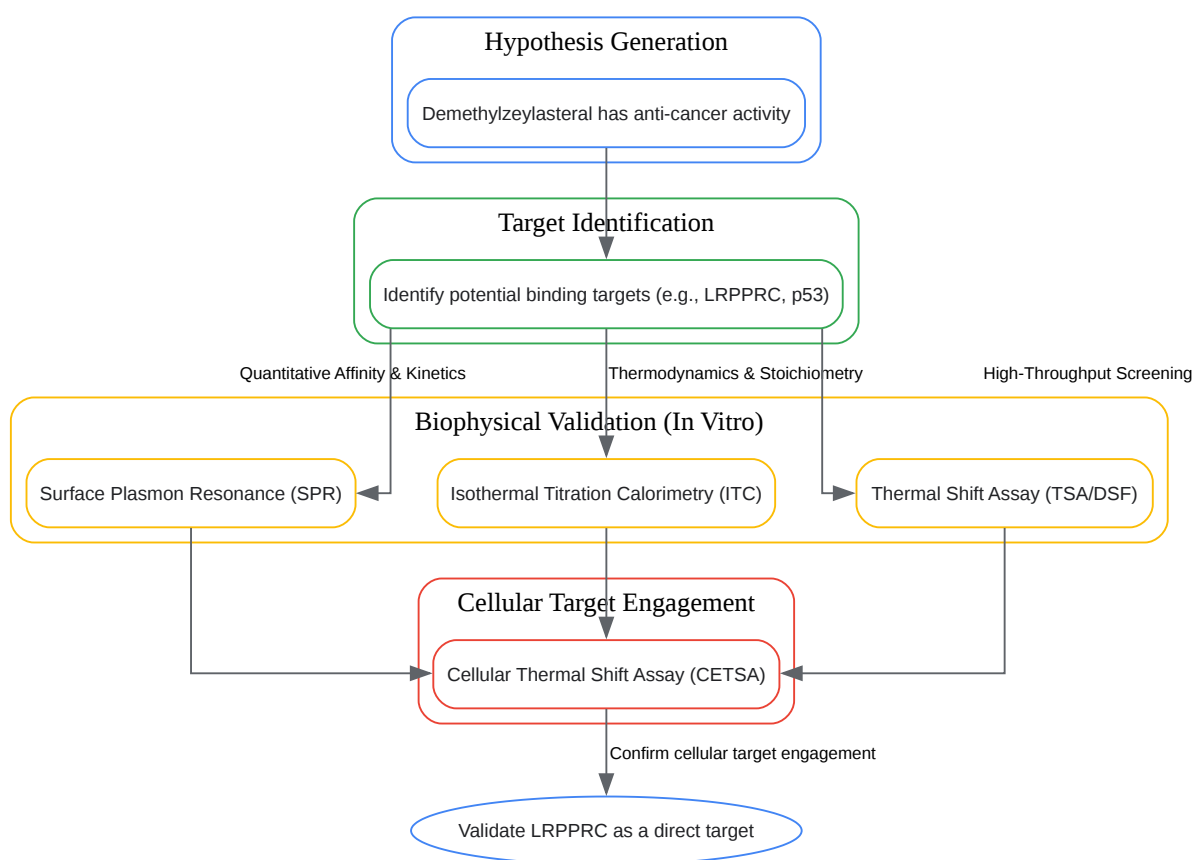 Hypothesis Generation
Demethylzeylasteral has anti-cancer activity
Target Identification
Identify potential binding targets (e.g., LRPPRC, p53)
Quantitative Affinity & Kinetics
Thermodynamics & Stoichiometry
High-Throughput Screening
Biophysical Validation (In Vitro)
Surface Plasmon Resonance (SPR)
Isothermal Titration Calorimetry (ITC)
Thermal Shift Assay (TSA/DSF)
Cellular Target Engagement
Cellular Thermal Shift Assay (CETSA)
Confirm cellular target engagement
Validate LRPPRC as a direct target